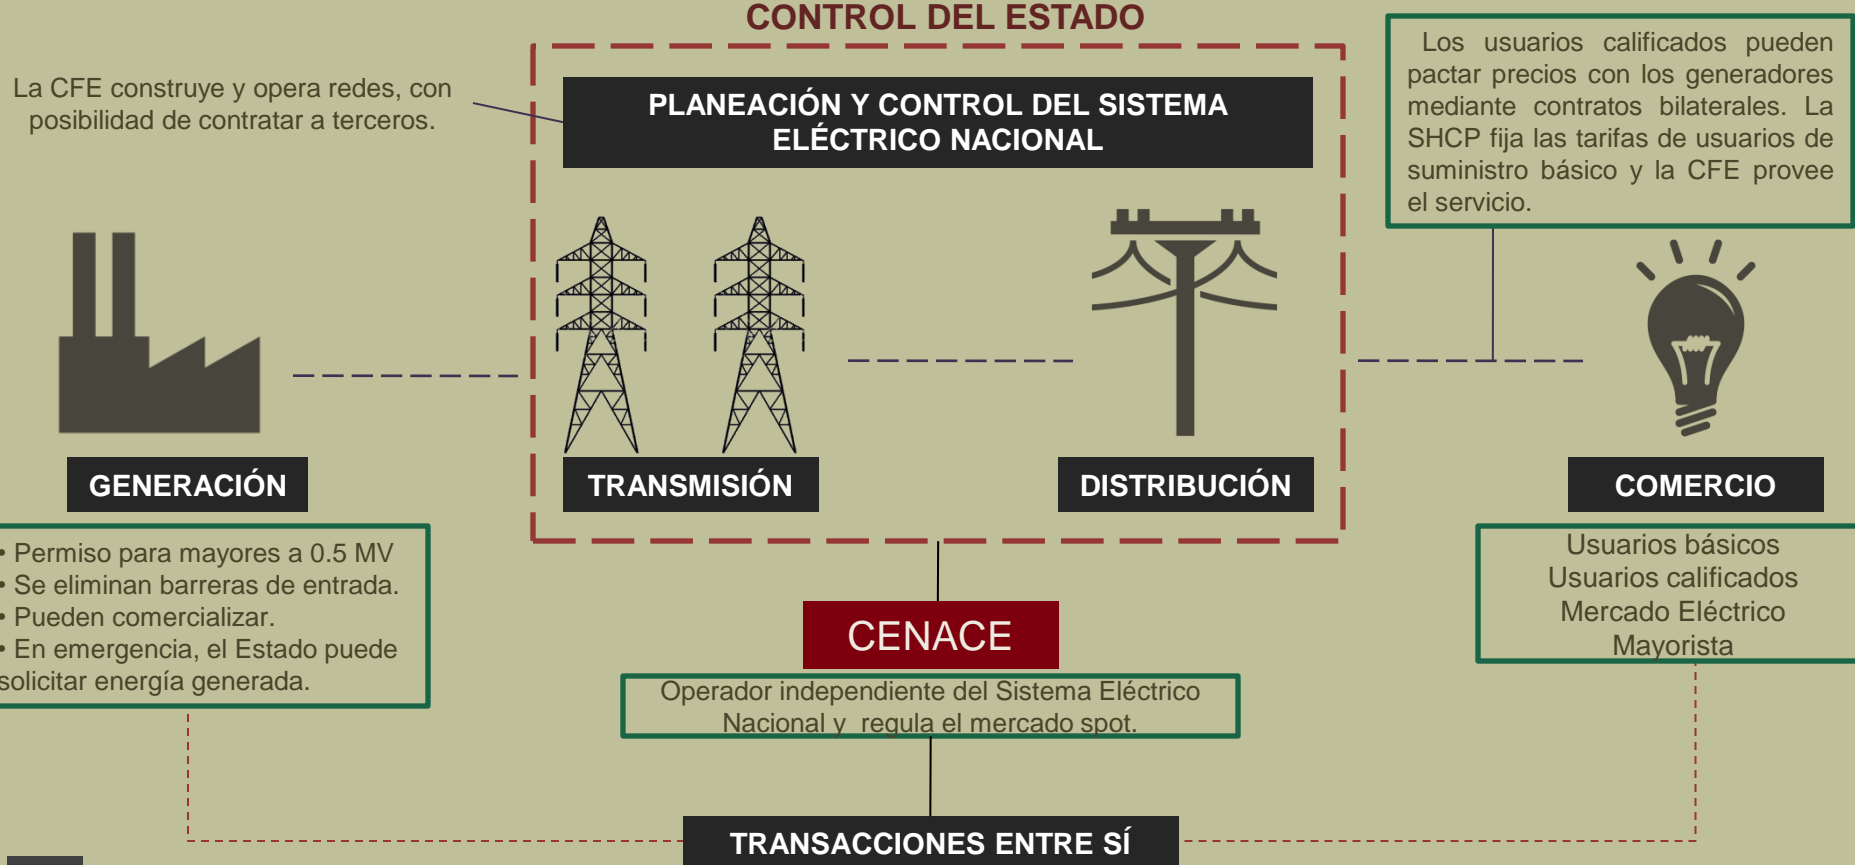 CONTROL DEL ESTADO
La CFE construye y opera redes, con
posibilidad de contratar a terceros.
PLANEACIÓN Y CONTROL DEL SISTEMA
ELÉCTRICO NACIONAL
Los usuarios calificados pueden
pactar precios con los generadores
mediante contratos bilaterales. La
SHCP fija las tarifas de usuarios de
suministro básico y la CFE provee
el servicio.
GENERACIÓN
TRANSMISIÓN
DISTRIBUCIÓN
COMERCIO
• Permiso para mayores a 0.5 MV
• Se eliminan barreras de entrada.
• Pueden comercializar.
• En emergencia, el Estado puede
solicitar energía generada.
CENACE
Operador independiente del Sistema Eléctrico
Nacional y  regula el mercado spot.
Usuarios básicos
Usuarios calificados
Mercado Eléctrico
Mayorista
TRANSACCIONES ENTRE SÍ